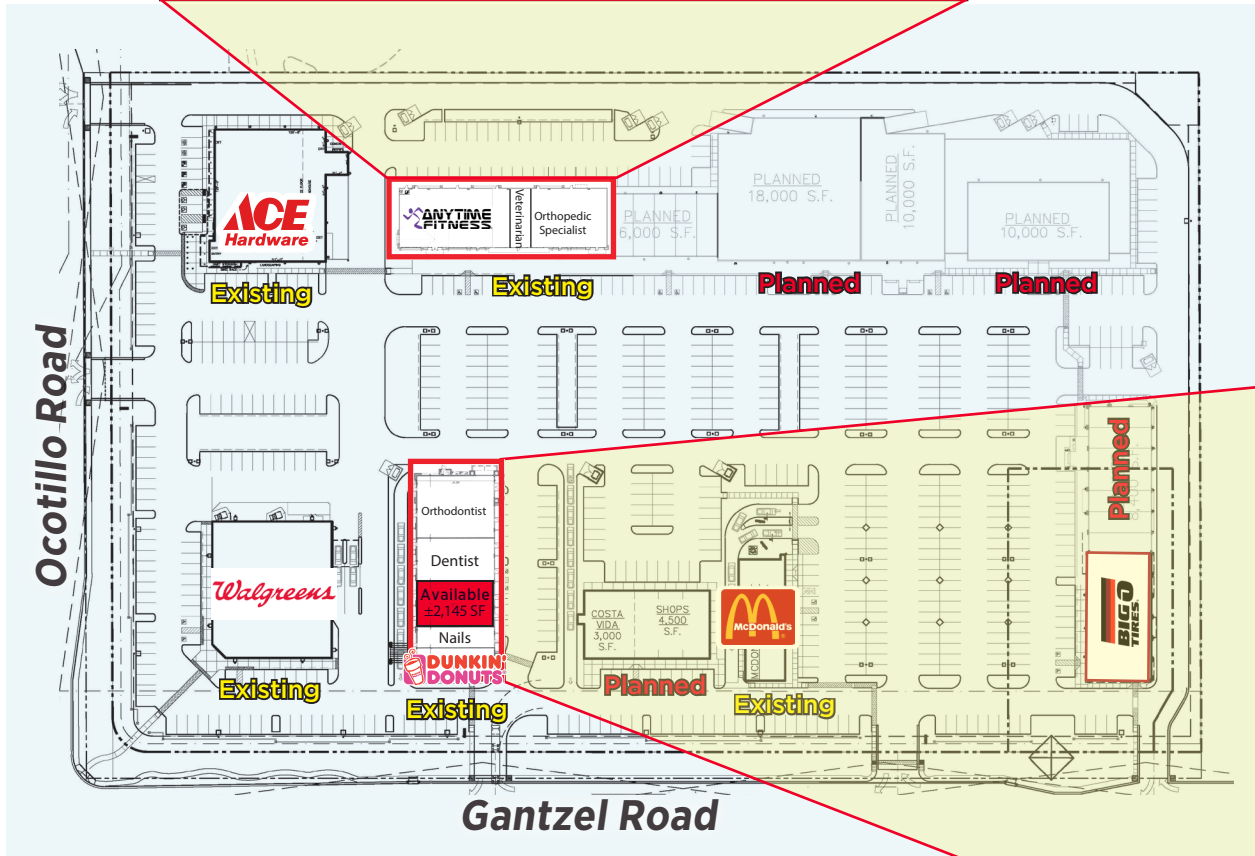 ACE
Hardware
Existing
ANYTIME
FITNESS
Veterinarian
Orthopedic
Specialist
Existing
PLANNED
6,000 S.F.
PLANNED
18,000 S.F.
PLANNED
10,000 S.F.
PLANNED
10,000 S.F.
Planned
Planned
Ocotillo Road
Walgreens
Existing
Orthodontist
Dentist
Available
±2,145 SF
Nails
DUNKIN'
DONUTS
Existing
COSTA
VIDA
3,000
S.F.
SHOPS
4,500
S.F.
Planned
McDonald's
Existing
Planned
BIG O
TIRES
Gantzel Road